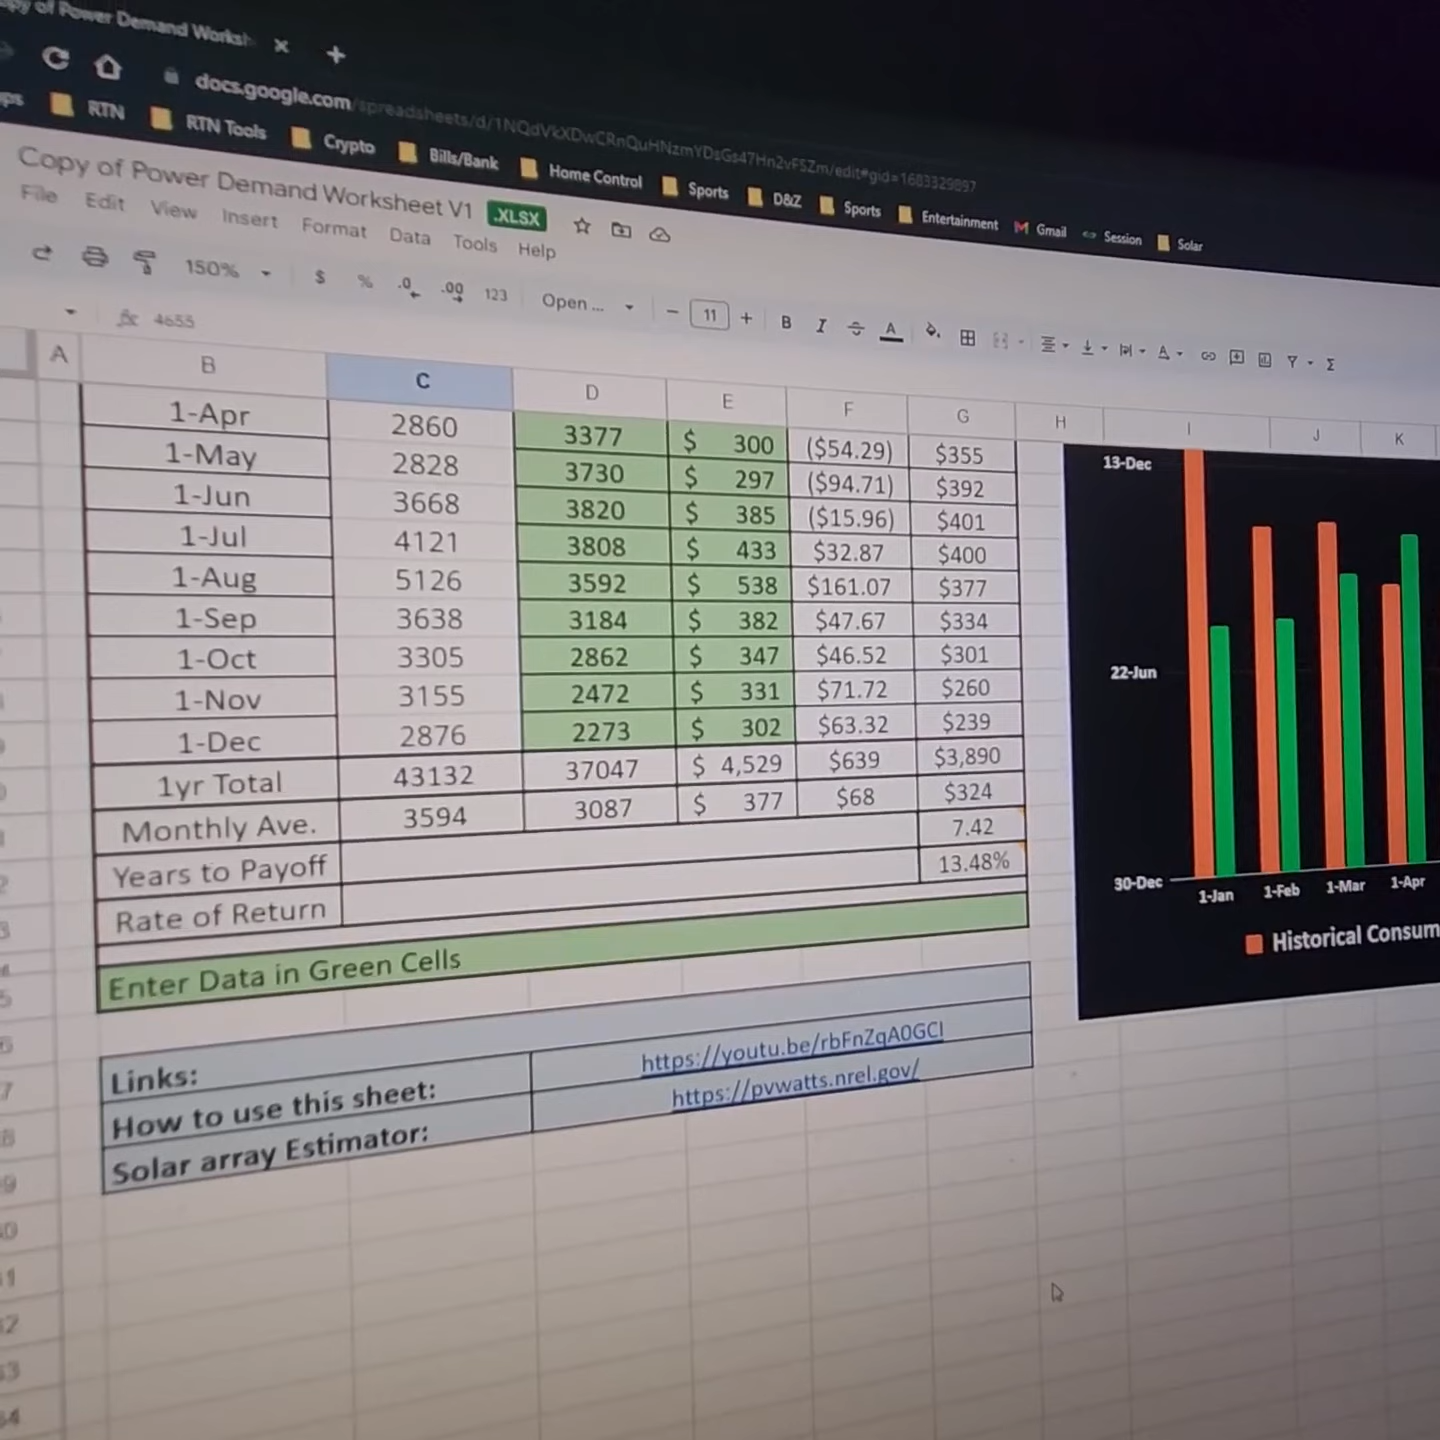 py of Power Demand Worksh
docs.google.com/spreadsheets/d/1NQdVkXDwCRnQuHNzmYDsGs47Hn2vFSZm/edit#gid=1683329897
ps RTN RTN Tools Crypto Bills/Bank Home Control Sports D&Z Sports Entertainment Gmail Session Solar
Copy of Power Demand Worksheet V1 .XLSX
File Edit View Insert Format Data Tools Help
150% $ % .0 .00 123 Open ... − 11 + B I S A
fx 4655
A B C D E F G H I J K
1-Apr 2860 3377 $ 300 ($54.29) $355
1-May 2828 3730 $ 297 ($94.71) $392
1-Jun 3668 3820 $ 385 ($15.96) $401
1-Jul 4121 3808 $ 433 $32.87 $400
1-Aug 5126 3592 $ 538 $161.07 $377
1-Sep 3638 3184 $ 382 $47.67 $334
1-Oct 3305 2862 $ 347 $46.52 $301
1-Nov 3155 2472 $ 331 $71.72 $260
1-Dec 2876 2273 $ 302 $63.32 $239
1yr Total 43132 37047 $ 4,529 $639 $3,890
Monthly Ave. 3594 3087 $ 377 $68 $324
Years to Payoff 7.42
Rate of Return 13.48%
Enter Data in Green Cells
Links:
How to use this sheet: https://youtu.be/rbFnZqA0GCI
Solar array Estimator: https://pvwatts.nrel.gov/
13-Dec
22-Jun
30-Dec
1-Jan 1-Feb 1-Mar 1-Apr
Historical Consum